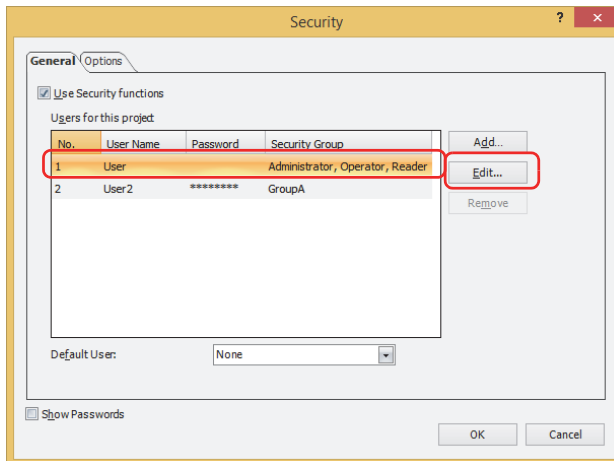 Security
? ×
General Options
Use Security functions
Users for this project
No. User Name Password Security Group
1 User Administrator, Operator, Reader
2 User2 ******** GroupA
Add...
Edit...
Remove
Default User: None
Show Passwords
OK Cancel